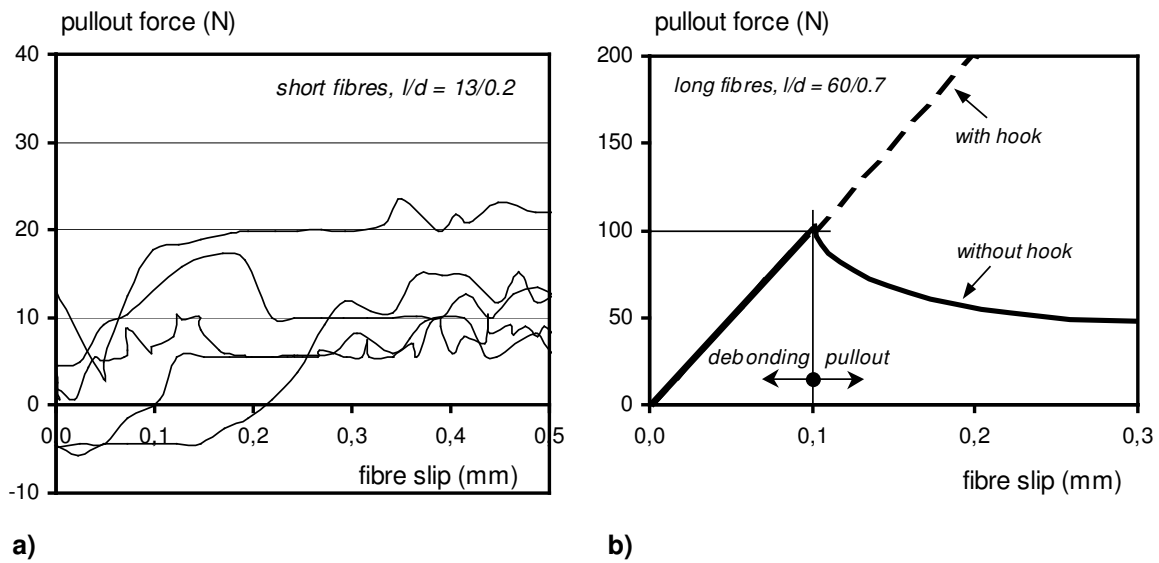 pullout force (N)
40
short fibres, l/d = 13/0.2
30
20
10
0
0,0 0,1 0,2 0,3 0,4 0,5
fibre slip (mm)
-10
a)
pullout force (N)
200
long fibres, l/d = 60/0.7
with hook
150
100
without hook
50
debonding pullout
0
0,0 0,1 0,2 0,3
fibre slip (mm)
b)